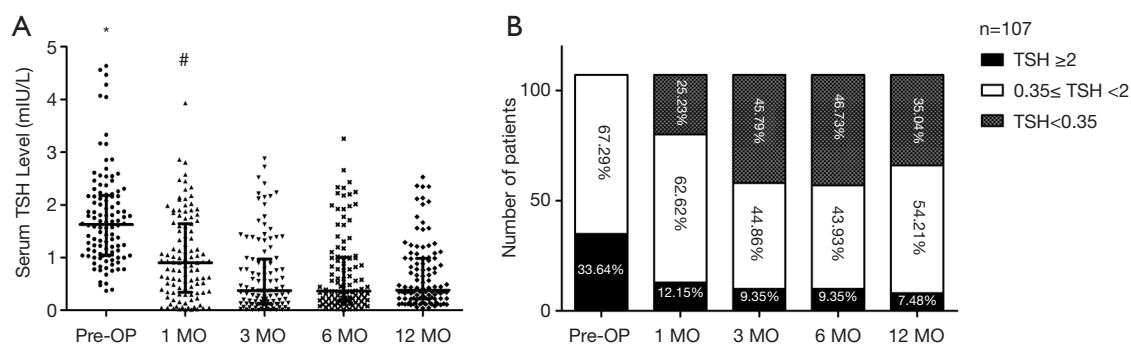 A
*
#
5
4
3
2
1
0
Serum TSH Level (mIU/L)
Pre-OP 1 MO 3 MO 6 MO 12 MO
B
100
50
0
Number of patients
67.29%
33.64%
25.23%
62.62%
12.15%
45.79%
44.86%
9.35%
46.73%
43.93%
9.35%
35.04%
54.21%
7.48%
Pre-OP 1 MO 3 MO 6 MO 12 MO
n=107
TSH ≥2
0.35≤ TSH <2
TSH<0.35